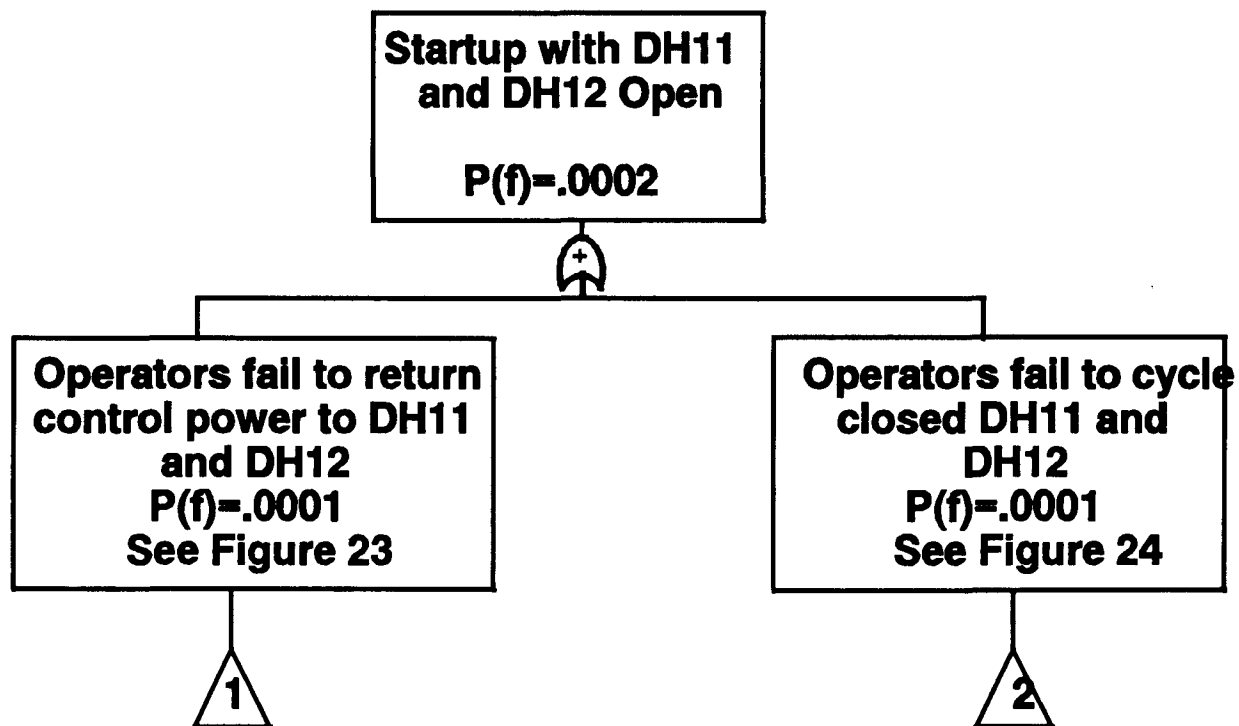 Startup with DH11
and DH12 Open
P(f)=.0002
+
Operators fail to return
control power to DH11
and DH12
P(f)=.0001
See Figure 23
Operators fail to cycle
closed DH11 and
DH12
P(f)=.0001
See Figure 24
1
2